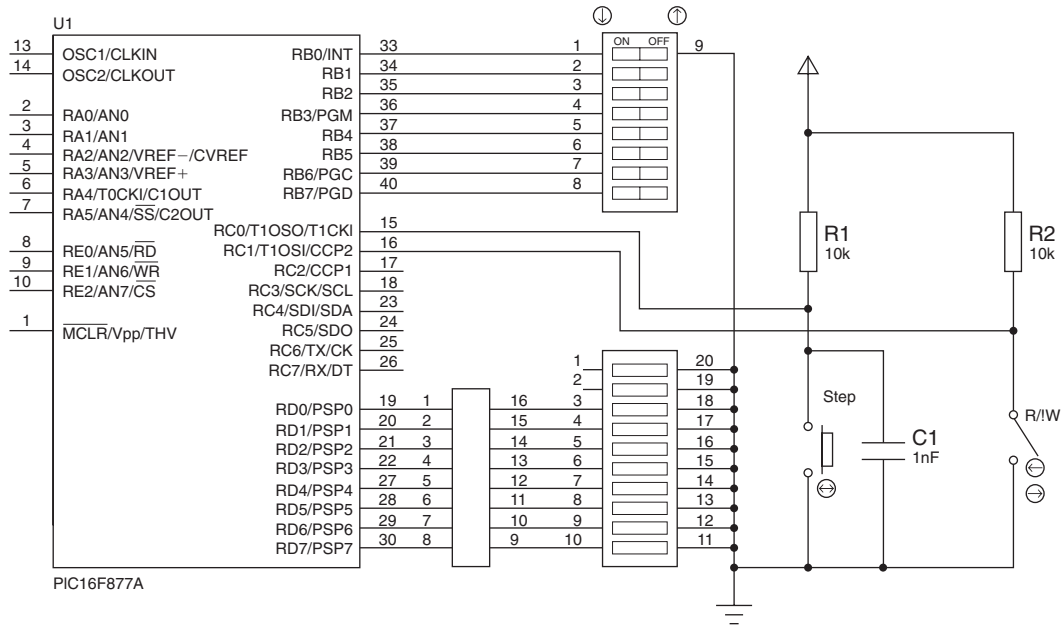 U1
13 OSC1/CLKIN
14 OSC2/CLKOUT
2 RA0/AN0
3 RA1/AN1
4 RA2/AN2/VREF−/CVREF
5 RA3/AN3/VREF+
6 RA4/T0CKI/C1OUT
7 RA5/AN4/SS/C2OUT
8 RE0/AN5/RD
9 RE1/AN6/WR
10 RE2/AN7/CS
1 MCLR/Vpp/THV
RB0/INT 33 1
RB1 34 2
RB2 35 3
RB3/PGM 36 4
RB4 37 5
RB5 38 6
RB6/PGC 39 7
RB7/PGD 40 8
ON OFF
9
RC0/T1OSO/T1CKI 15
RC1/T1OSI/CCP2 16
RC2/CCP1 17
RC3/SCK/SCL 18
RC4/SDI/SDA 23
RC5/SDO 24
RC6/TX/CK 25
RC7/RX/DT 26
1 20
2 19
RD0/PSP0 19 1 16 3 18
RD1/PSP1 20 2 15 4 17
RD2/PSP2 21 3 14 5 16
RD3/PSP3 22 4 13 6 15
RD4/PSP4 27 5 12 7 14
RD5/PSP5 28 6 11 8 13
RD6/PSP6 29 7 10 9 12
RD7/PSP7 30 8 9 10 11
PIC16F877A
R1
10k
R2
10k
Step
C1
1nF
R/!W